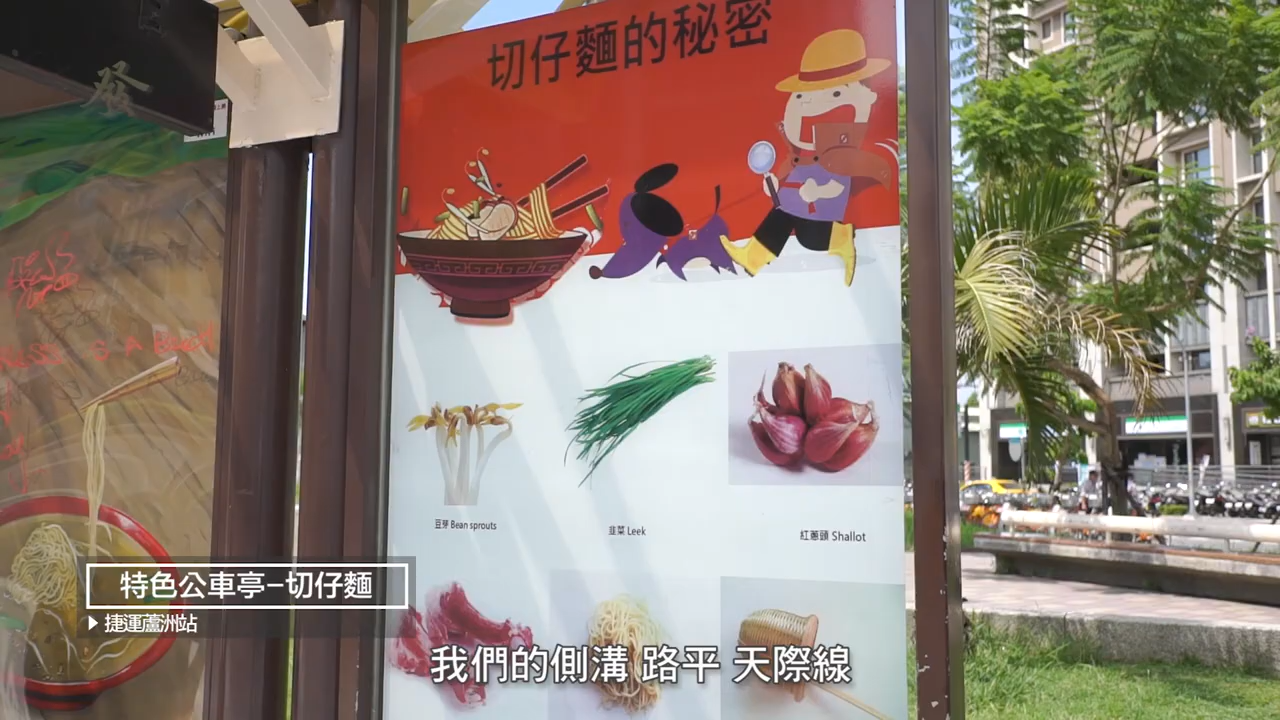 切仔麵的秘密
發
豆芽 Bean sprouts
韮菜 Leek
紅蔥頭 Shallot
特色公車亭-切仔麵
捷運蘆洲站
我們的側溝 路平 天際線